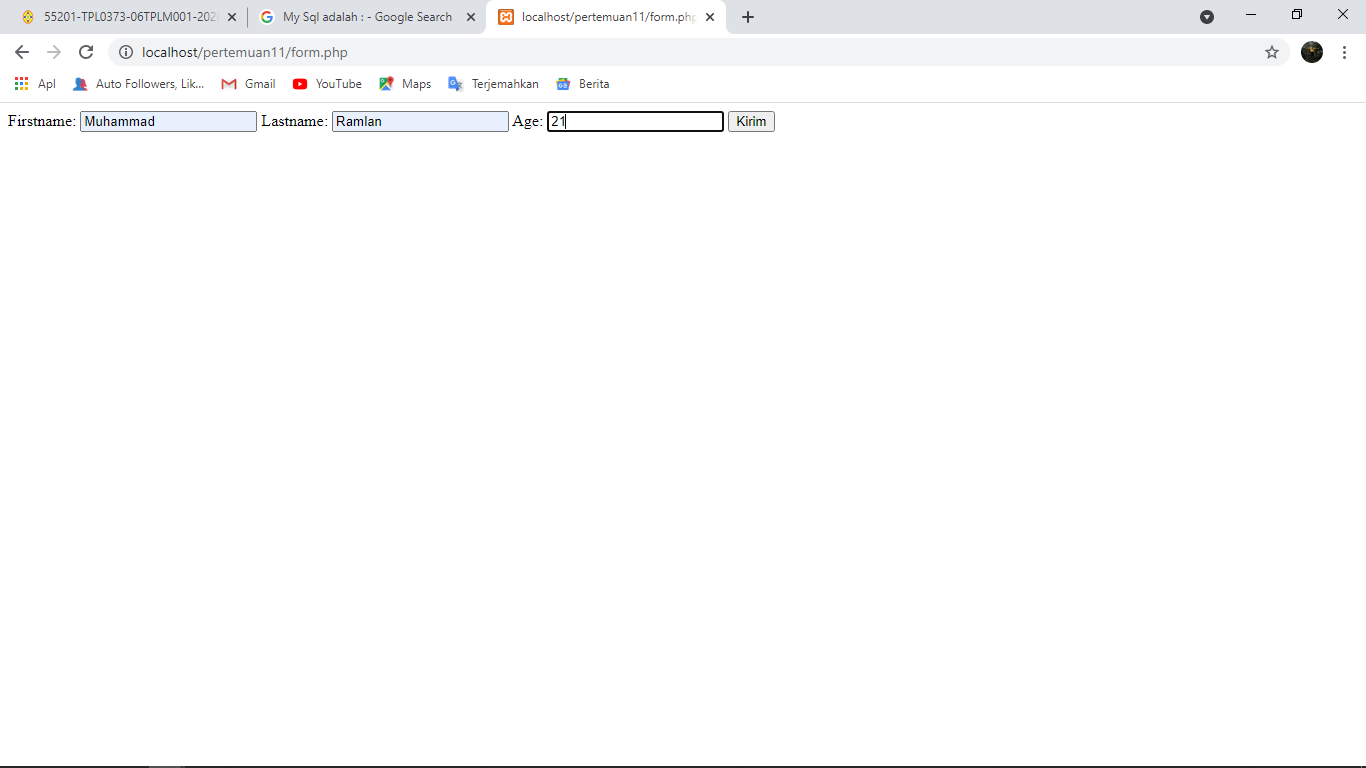 55201-TPL0373-06TPLM001-202 My Sql adalah : - Google Search localhost/pertemuan11/form.php
localhost/pertemuan11/form.php
Apl Auto Followers, Lik... Gmail YouTube Maps Terjemahkan Berita
Firstname: Muhammad Lastname: Ramlan Age: 21 Kirim